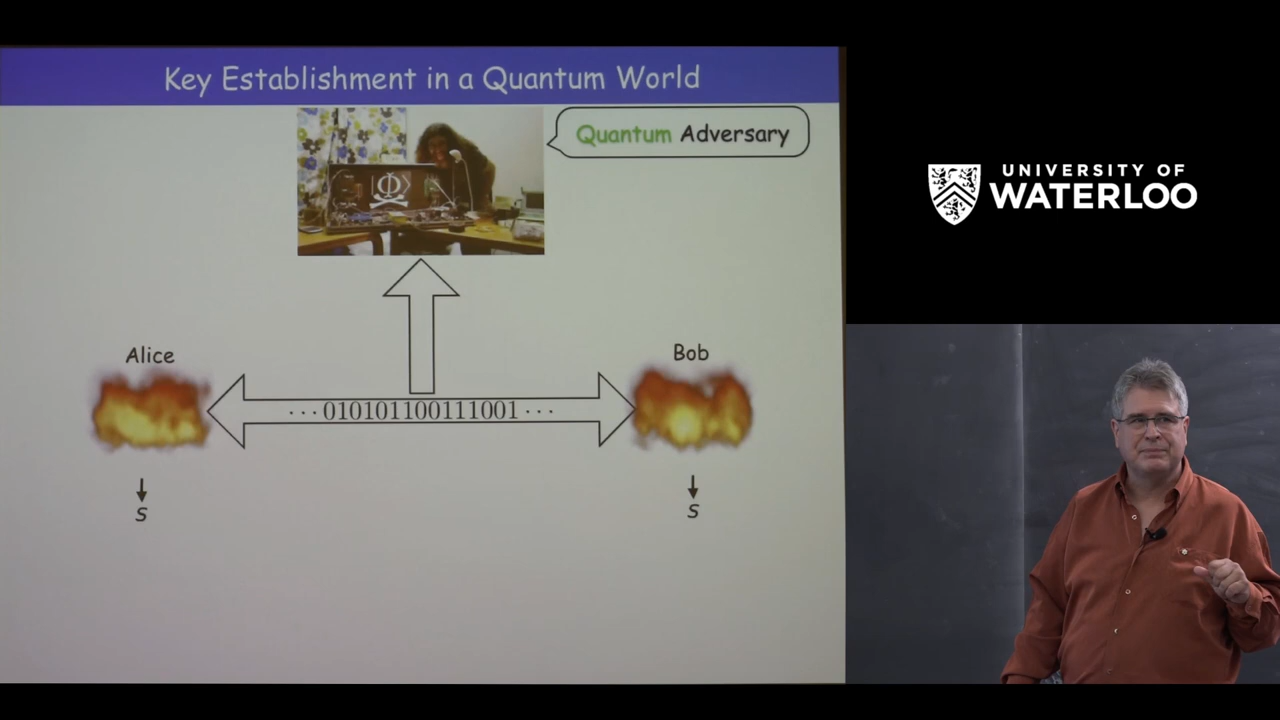 Key Establishment in a Quantum World
Quantum Adversary
|Φ⟩
Alice
Bob
···010101100111001···
s
s
UNIVERSITY OF
WATERLOO